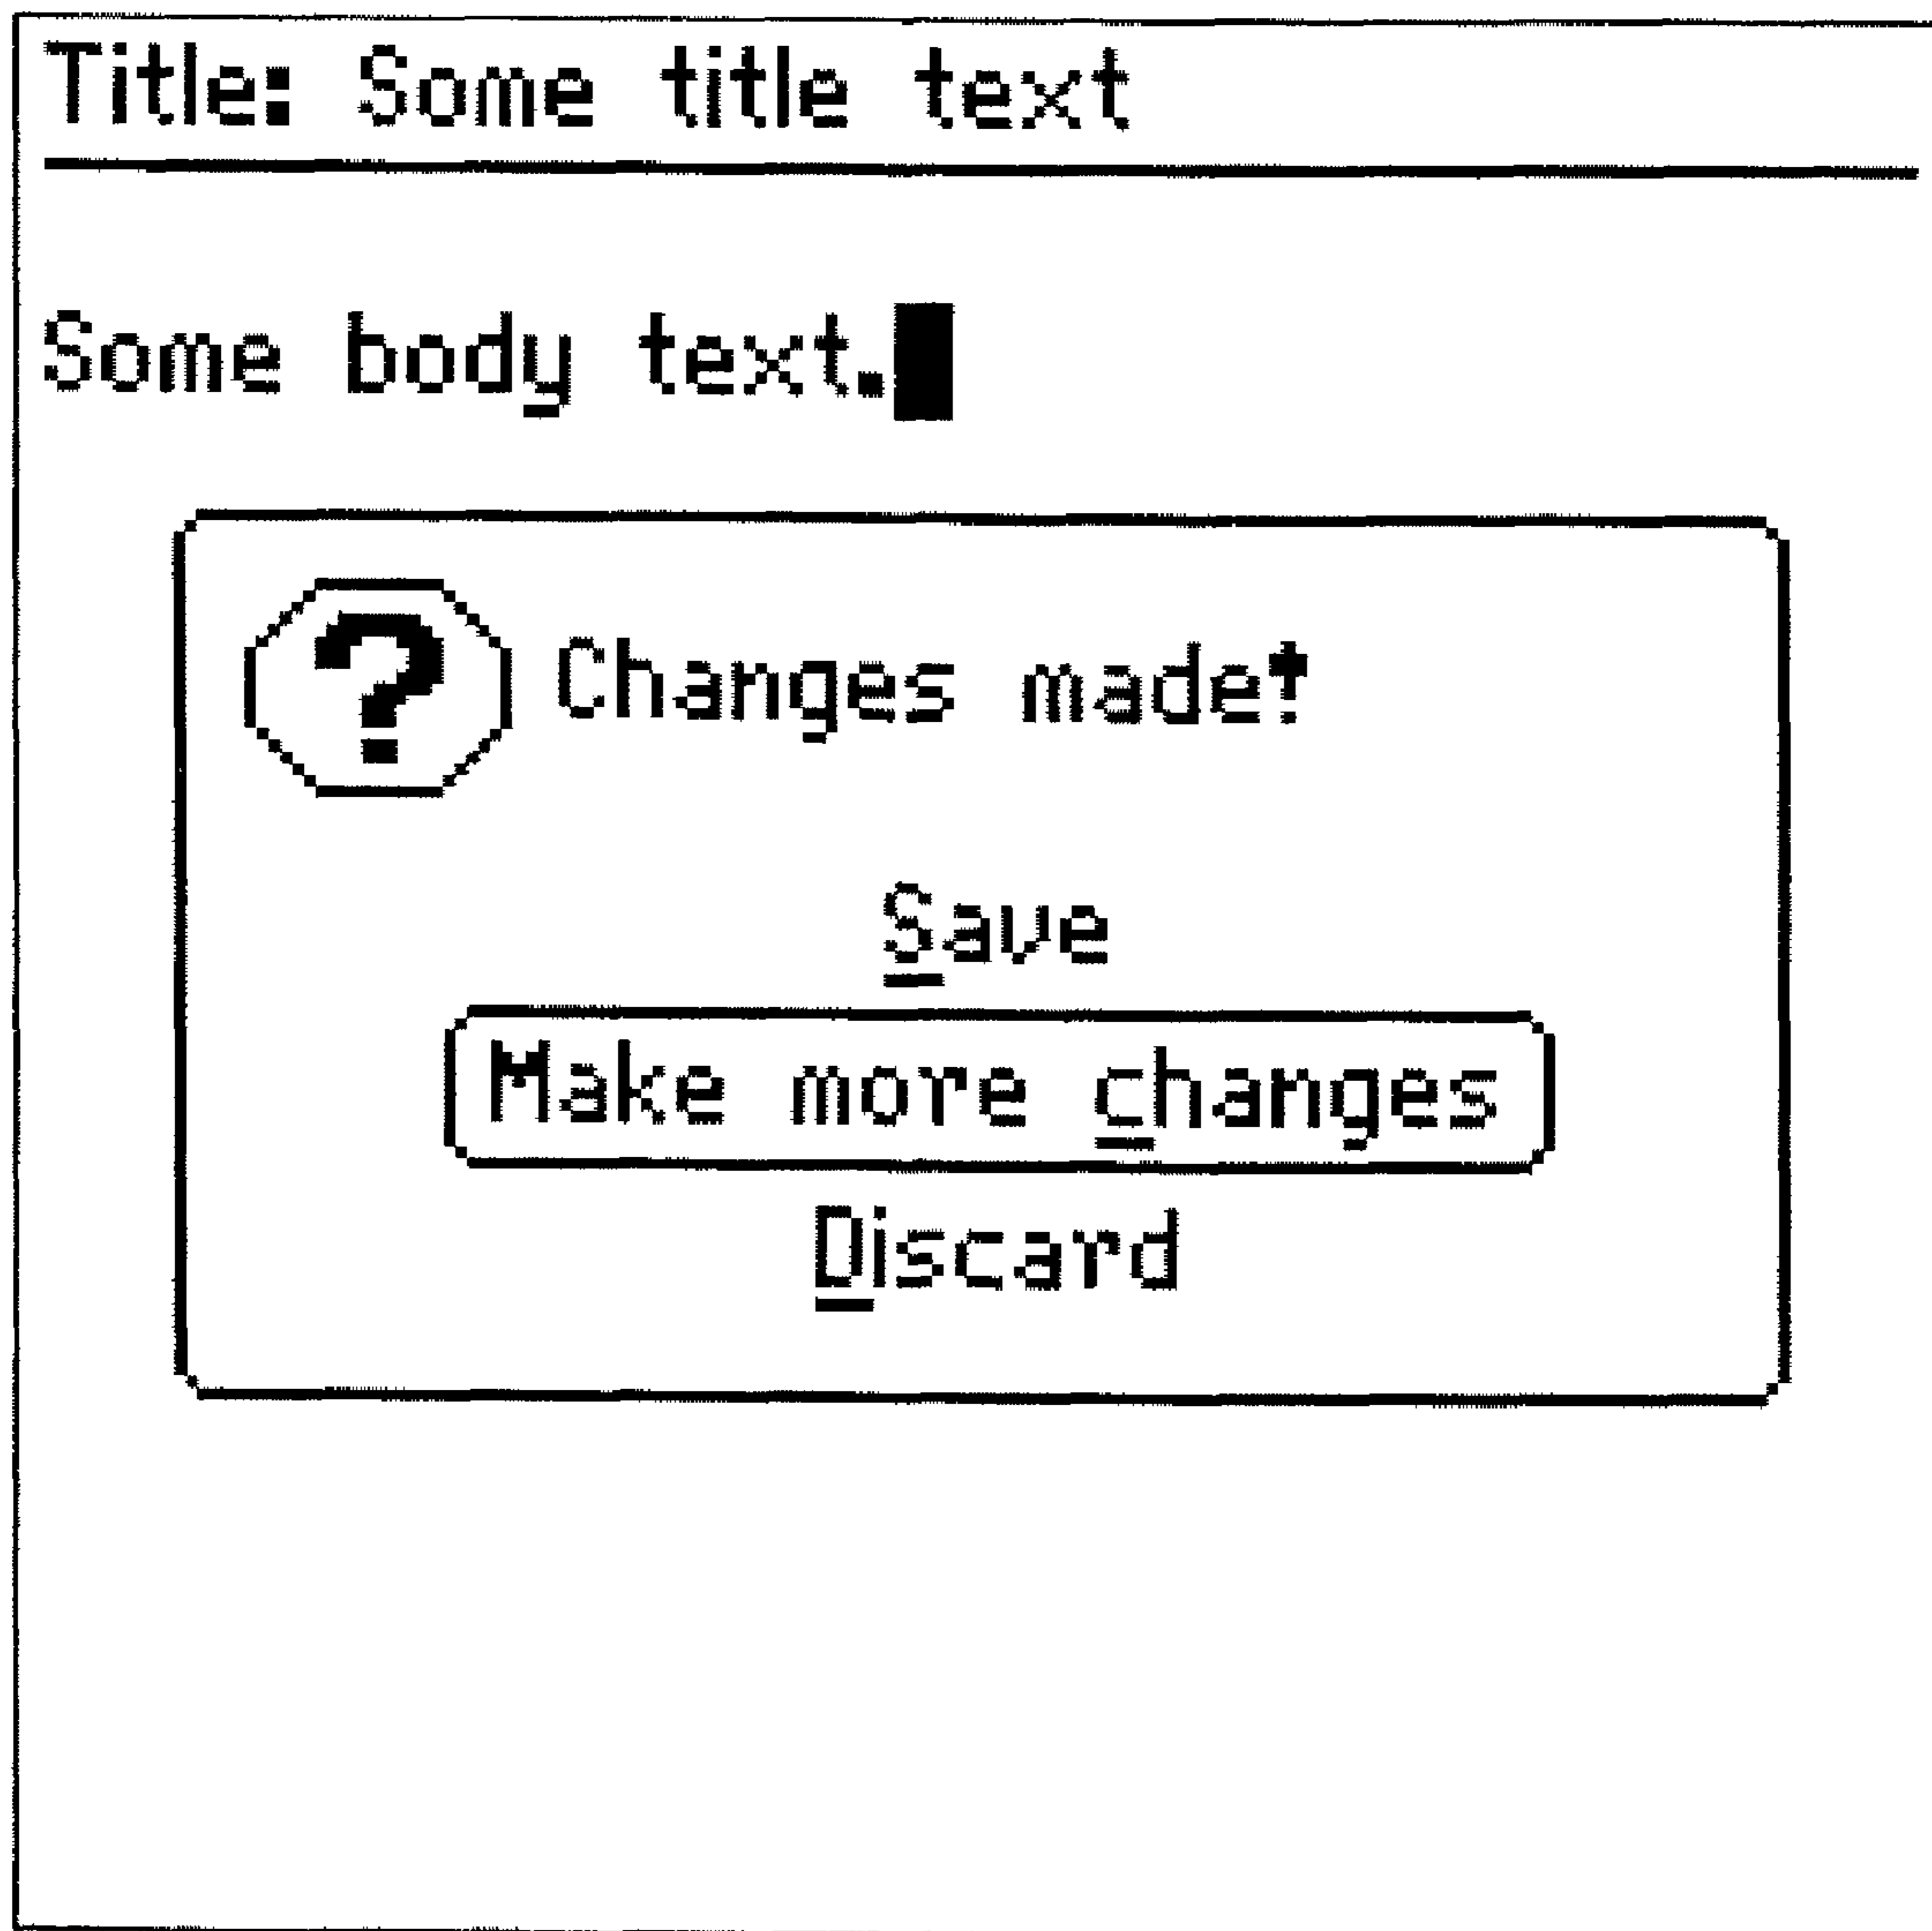 Title: Some title text
Some body text.
?
Changes made!
Save
Make more changes
Discard